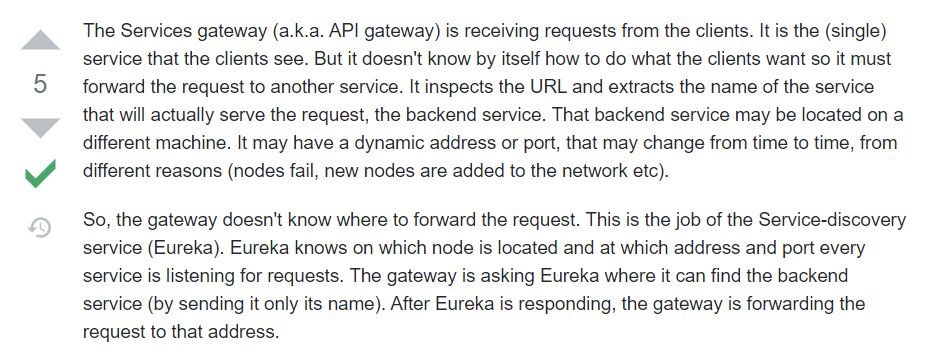 The Services gateway (a.k.a. API gateway) is receiving requests from the clients. It is the (single)
service that the clients see. But it doesn't know by itself how to do what the clients want so it must
forward the request to another service. It inspects the URL and extracts the name of the service
that will actually serve the request, the backend service. That backend service may be located on a
different machine. It may have a dynamic address or port, that may change from time to time, from
different reasons (nodes fail, new nodes are added to the network etc).
5
So, the gateway doesn't know where to forward the request. This is the job of the Service-discovery
service (Eureka). Eureka knows on which node is located and at which address and port every
service is listening for requests. The gateway is asking Eureka where it can find the backend
service (by sending it only its name). After Eureka is responding, the gateway is forwarding the
request to that address.